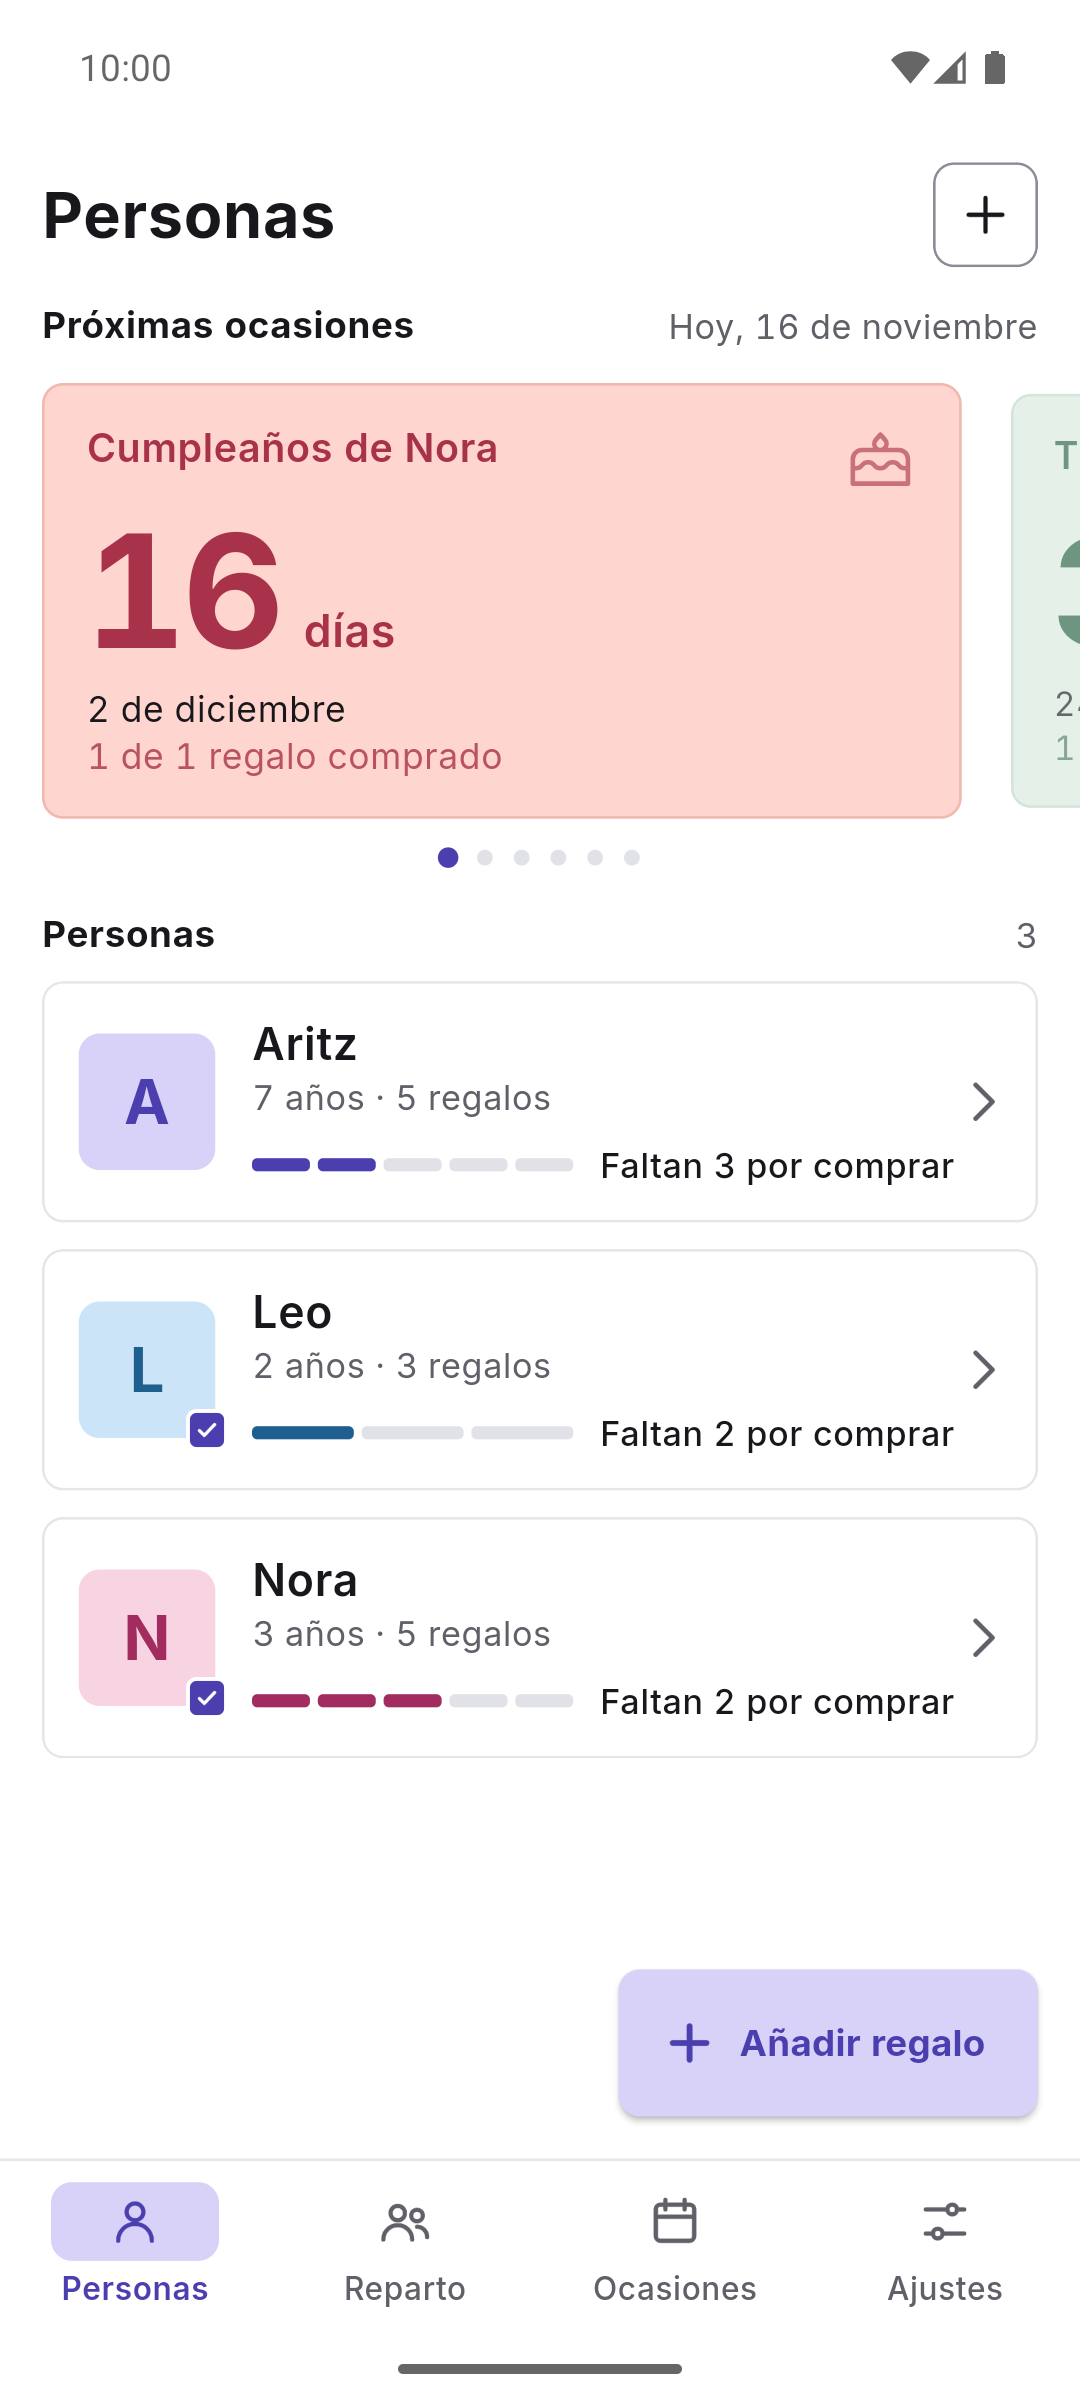 10:00
Personas
Próximas ocasiones
Hoy, 16 de noviembre
Cumpleaños de Nora
16 días
2 de diciembre
1 de 1 regalo comprado
Personas
3
A
Aritz
7 años · 5 regalos
Faltan 3 por comprar
L
Leo
2 años · 3 regalos
Faltan 2 por comprar
N
Nora
3 años · 5 regalos
Faltan 2 por comprar
Añadir regalo
Personas
Reparto
Ocasiones
Ajustes